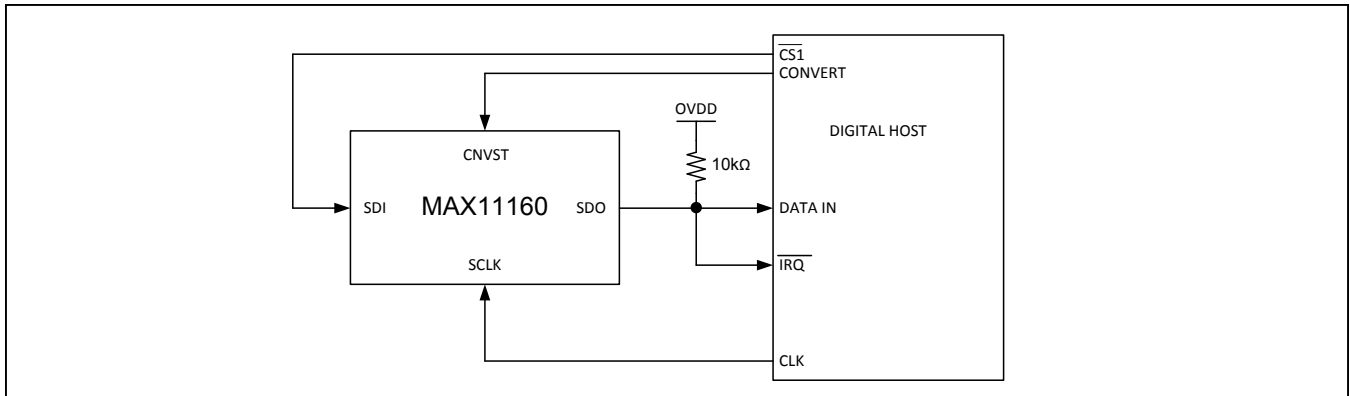 CS1
CONVERT
OVDD
DIGITAL HOST
CNVST
10kΩ
SDI MAX11160 SDO
DATA IN
SCLK
IRQ
CLK